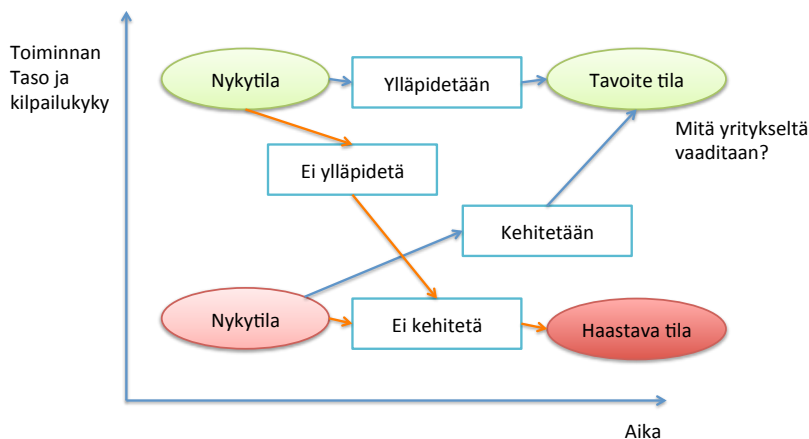 Toiminnan
Taso ja
kilpailukyky
Nykytila
Ylläpidetään
Tavoite tila
Mitä yritykseltä
vaaditaan?
Ei ylläpidetä
Kehitetään
Nykytila
Ei kehitetä
Haastava tila
Aika